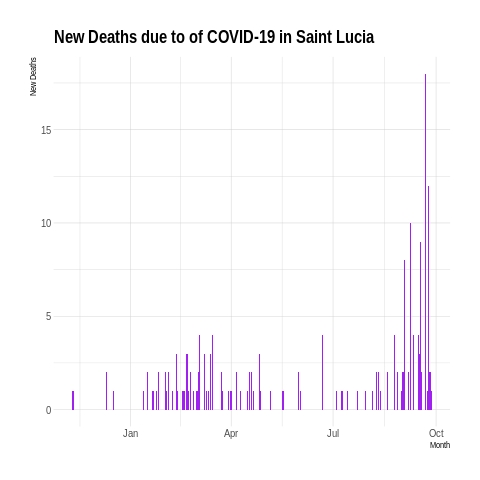 New Deaths due to of COVID-19 in Saint Lucia
New Deaths
15
10
5
0
Jan Apr Jul Oct
Month